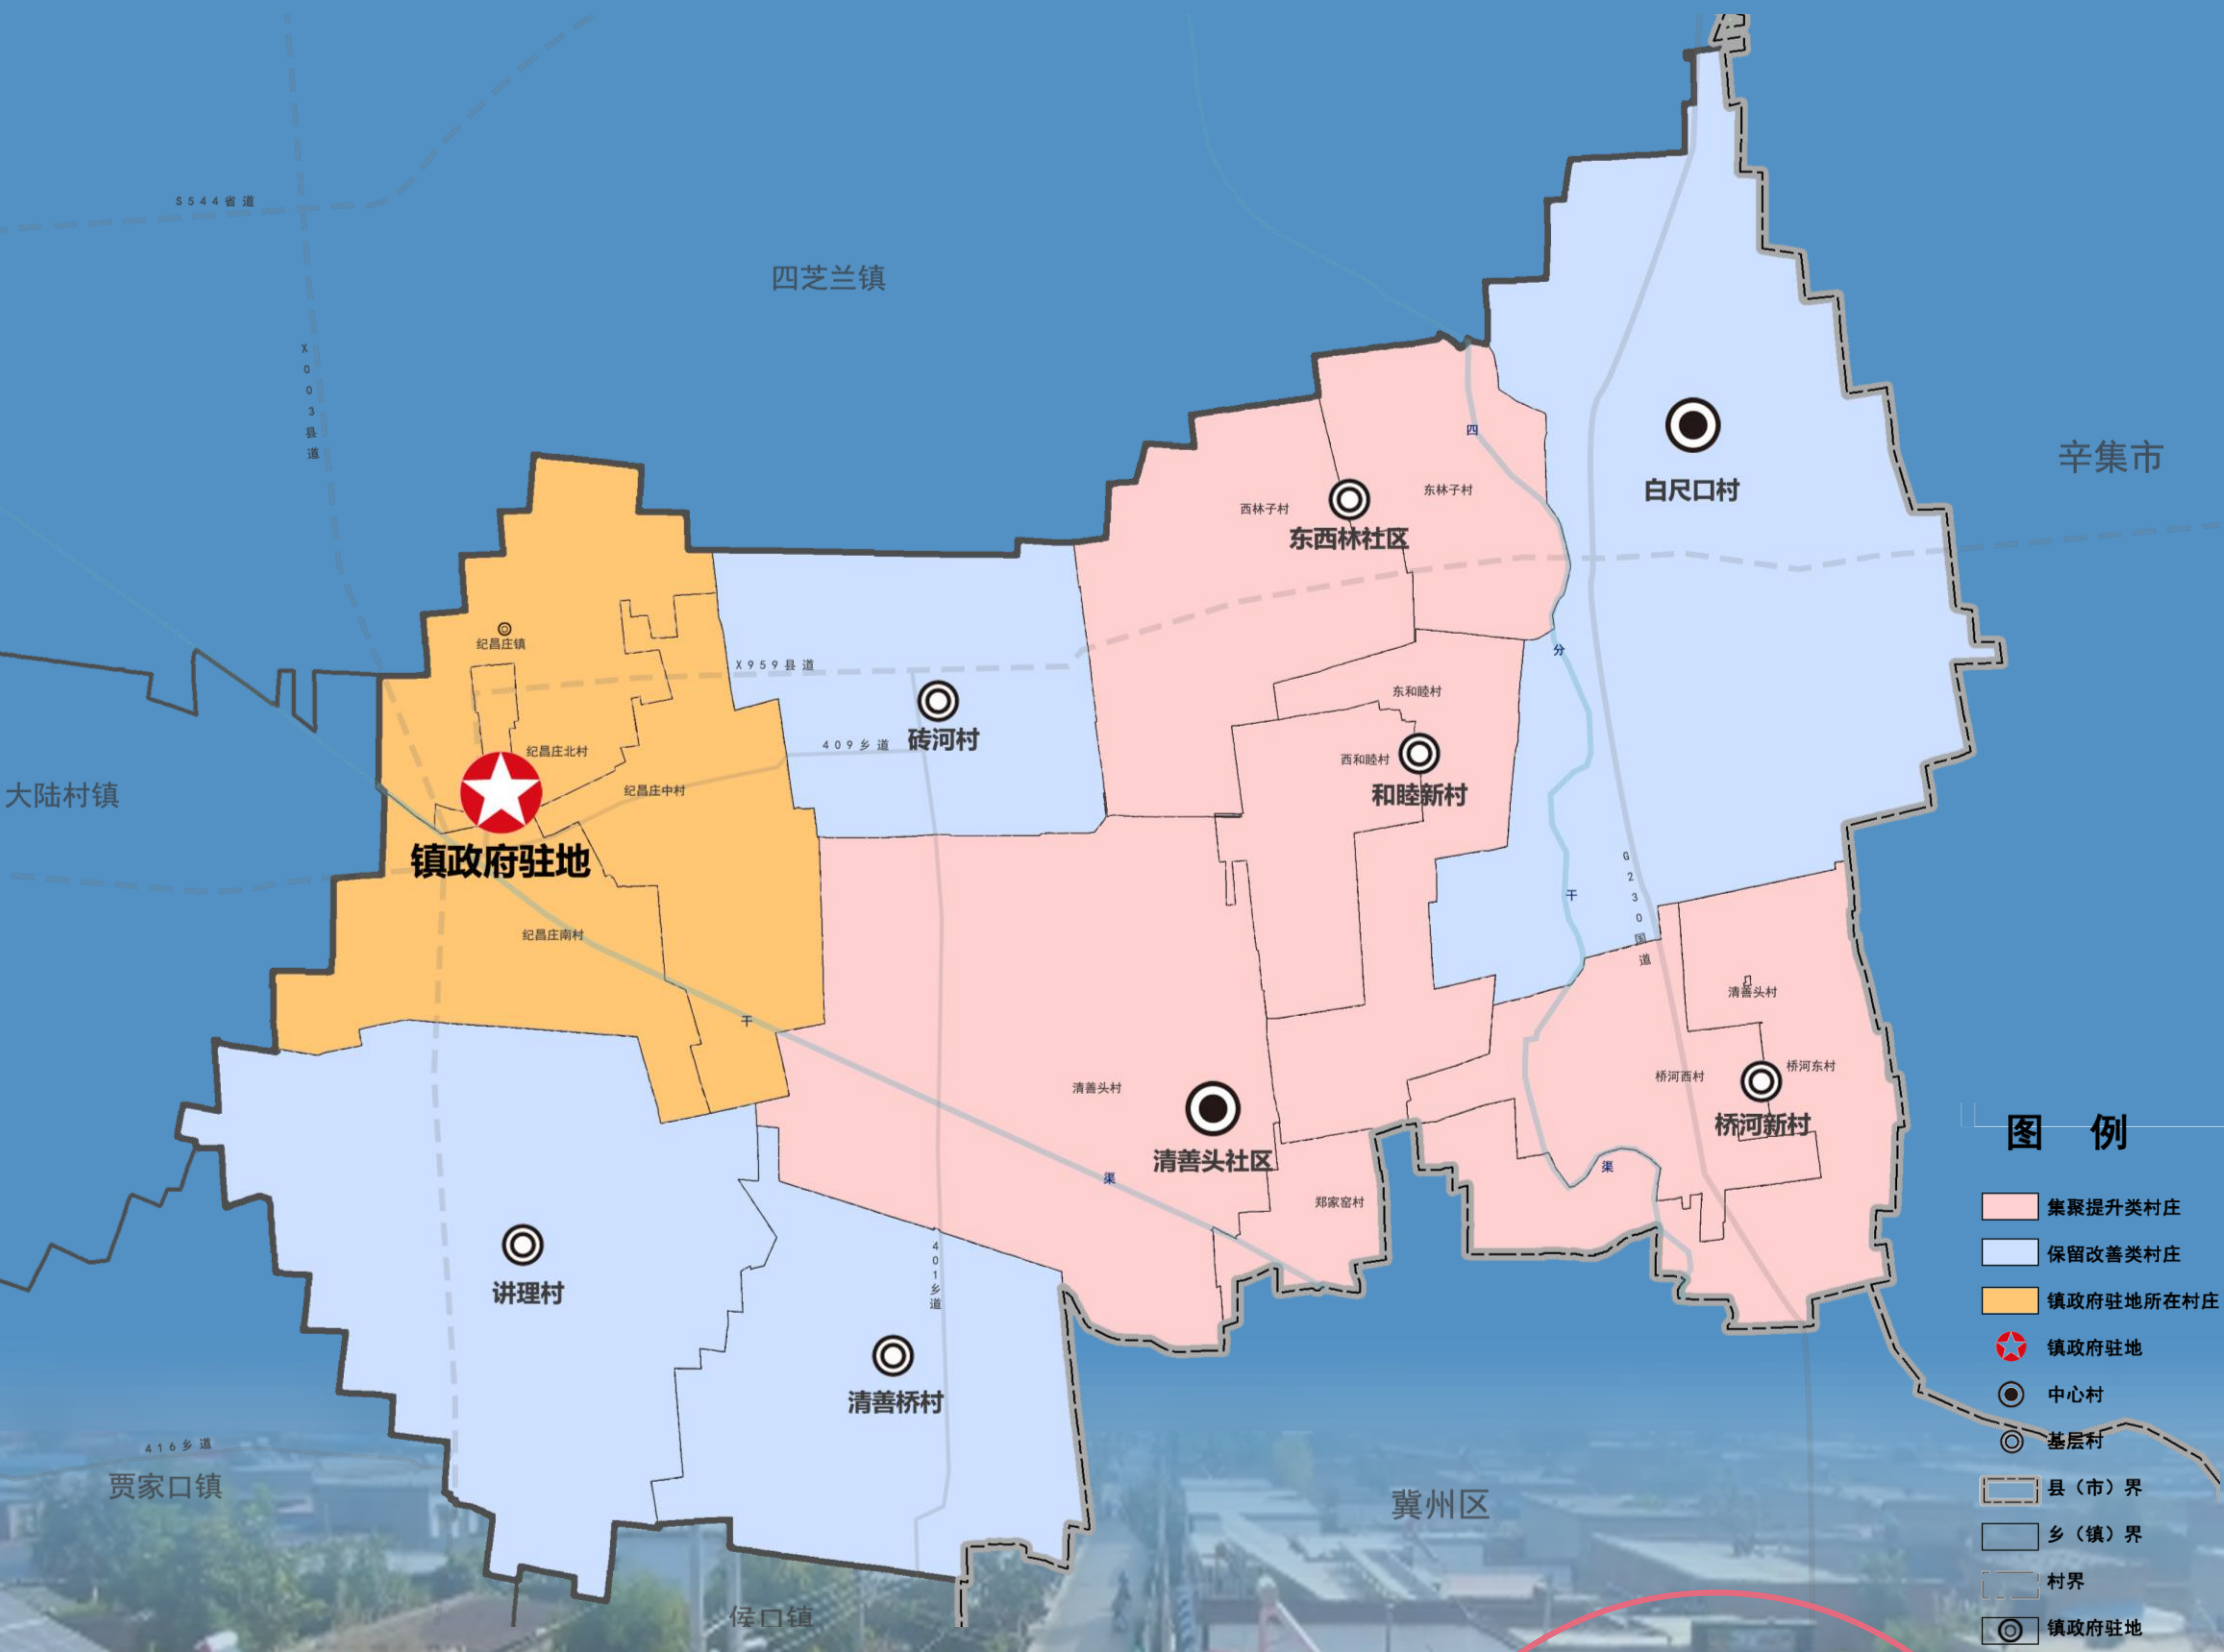 S544省道
四芝兰镇
X003县道
四
辛集市
白尺口村
东林子村
西林子村
东西林社区
纪昌庄镇
分
X959县道
东和睦村
409乡道
砖河村
纪昌庄北村
西和睦村
纪昌庄中村
和睦新村
大陆村镇
镇政府驻地
G230国道
干
纪昌庄南村
清善头村
干
桥河西村
桥河东村
清善头村
桥河新村
清善头社区
渠
渠
郑家窑村
讲理村
401乡道
清善桥村
416乡道
贾家口镇
冀州区
侯口镇
图 例
集聚提升类村庄
保留改善类村庄
镇政府驻地所在村庄
镇政府驻地
中心村
基层村
县（市）界
乡（镇）界
村界
镇政府驻地